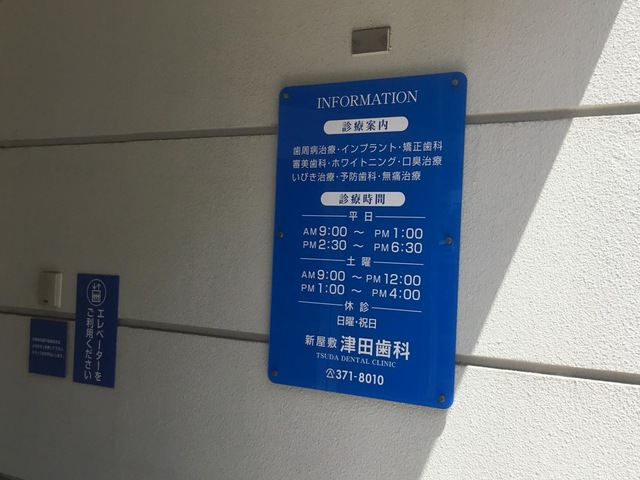 INFORMATION
診療案内
歯周病治療・インプラント・矯正歯科
審美歯科・ホワイトニング・口臭治療
いびき治療・予防歯科・無痛治療
診療時間
平日
AM 9:00 〜 PM 1:00
PM 2:30 〜 PM 6:30
土曜
AM 9:00 〜 PM 12:00
PM 1:00 〜 PM 4:00
休診
日曜・祝日
新屋敷 津田歯科
TSUDA DENTAL CLINIC
☎371-8010
エレベーターを
ご利用ください